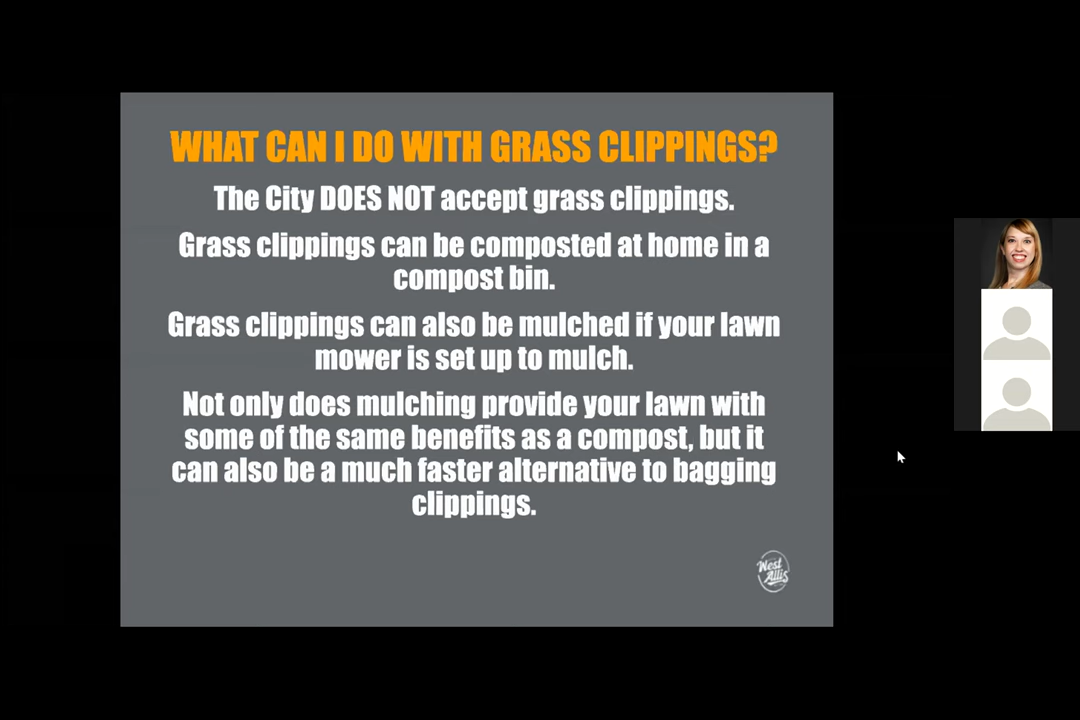 WHAT CAN I DO WITH GRASS CLIPPINGS?
The City DOES NOT accept grass clippings.
Grass clippings can be composted at home in a
compost bin.
Grass clippings can also be mulched if your lawn
mower is set up to mulch.
Not only does mulching provide your lawn with
some of the same benefits as a compost, but it
can also be a much faster alternative to bagging
clippings.
West
Allis